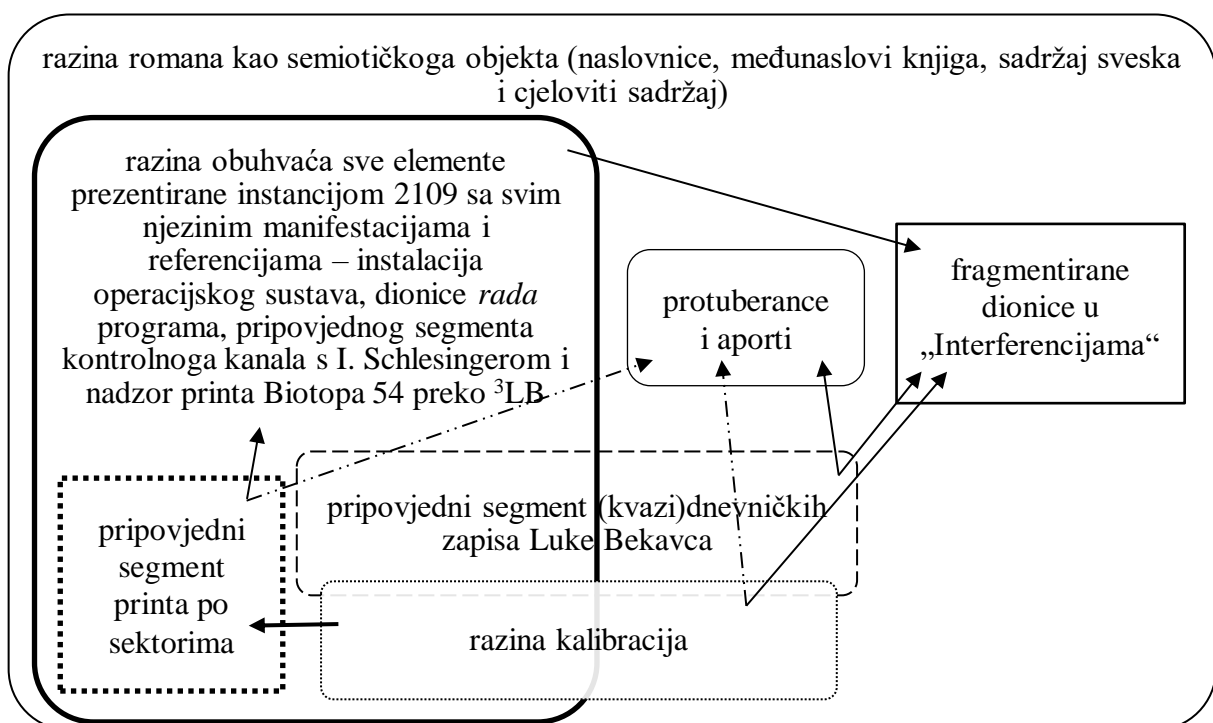 razina romana kao semiotičkoga objekta (naslovnice, međunaslovi knjiga, sadržaj sveska
i cjeloviti sadržaj)
razina obuhvaća sve elemente
prezentirane instancijom 2109 sa svim
njezinim manifestacijama i
referencijama – instalacija
operacijskog sustava, dionice rada
programa, pripovjednog segmenta
kontrolnoga kanala s I. Schlesingerom i
nadzor printa Biotopa 54 preko ³LB
protuberance
i aporti
fragmentirane
dionice u
„Interferencijama“
pripovjedni segment (kvazi)dnevničkih
zapisa Luke Bekavca
pripovjedni
segment
printa po
sektorima
razina kalibracija